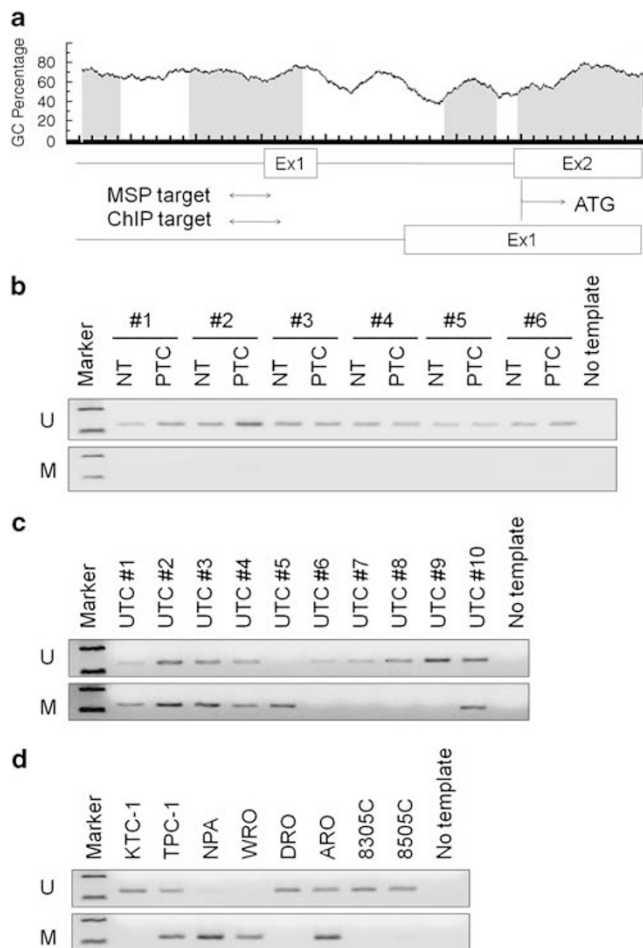 a
GC Percentage
80
60
40
20
0
Ex1
Ex2
MSP target
ChIP target
ATG
Ex1
b
Marker
#1 #2 #3 #4 #5 #6
NT PTC NT PTC NT PTC NT PTC NT PTC NT PTC
No template
U
M
c
Marker
UTC #1
UTC #2
UTC #3
UTC #4
UTC #5
UTC #6
UTC #7
UTC #8
UTC #9
UTC #10
No template
U
M
d
Marker
KTC-1
TPC-1
NPA
WRO
DRO
ARO
8305C
8505C
No template
U
M